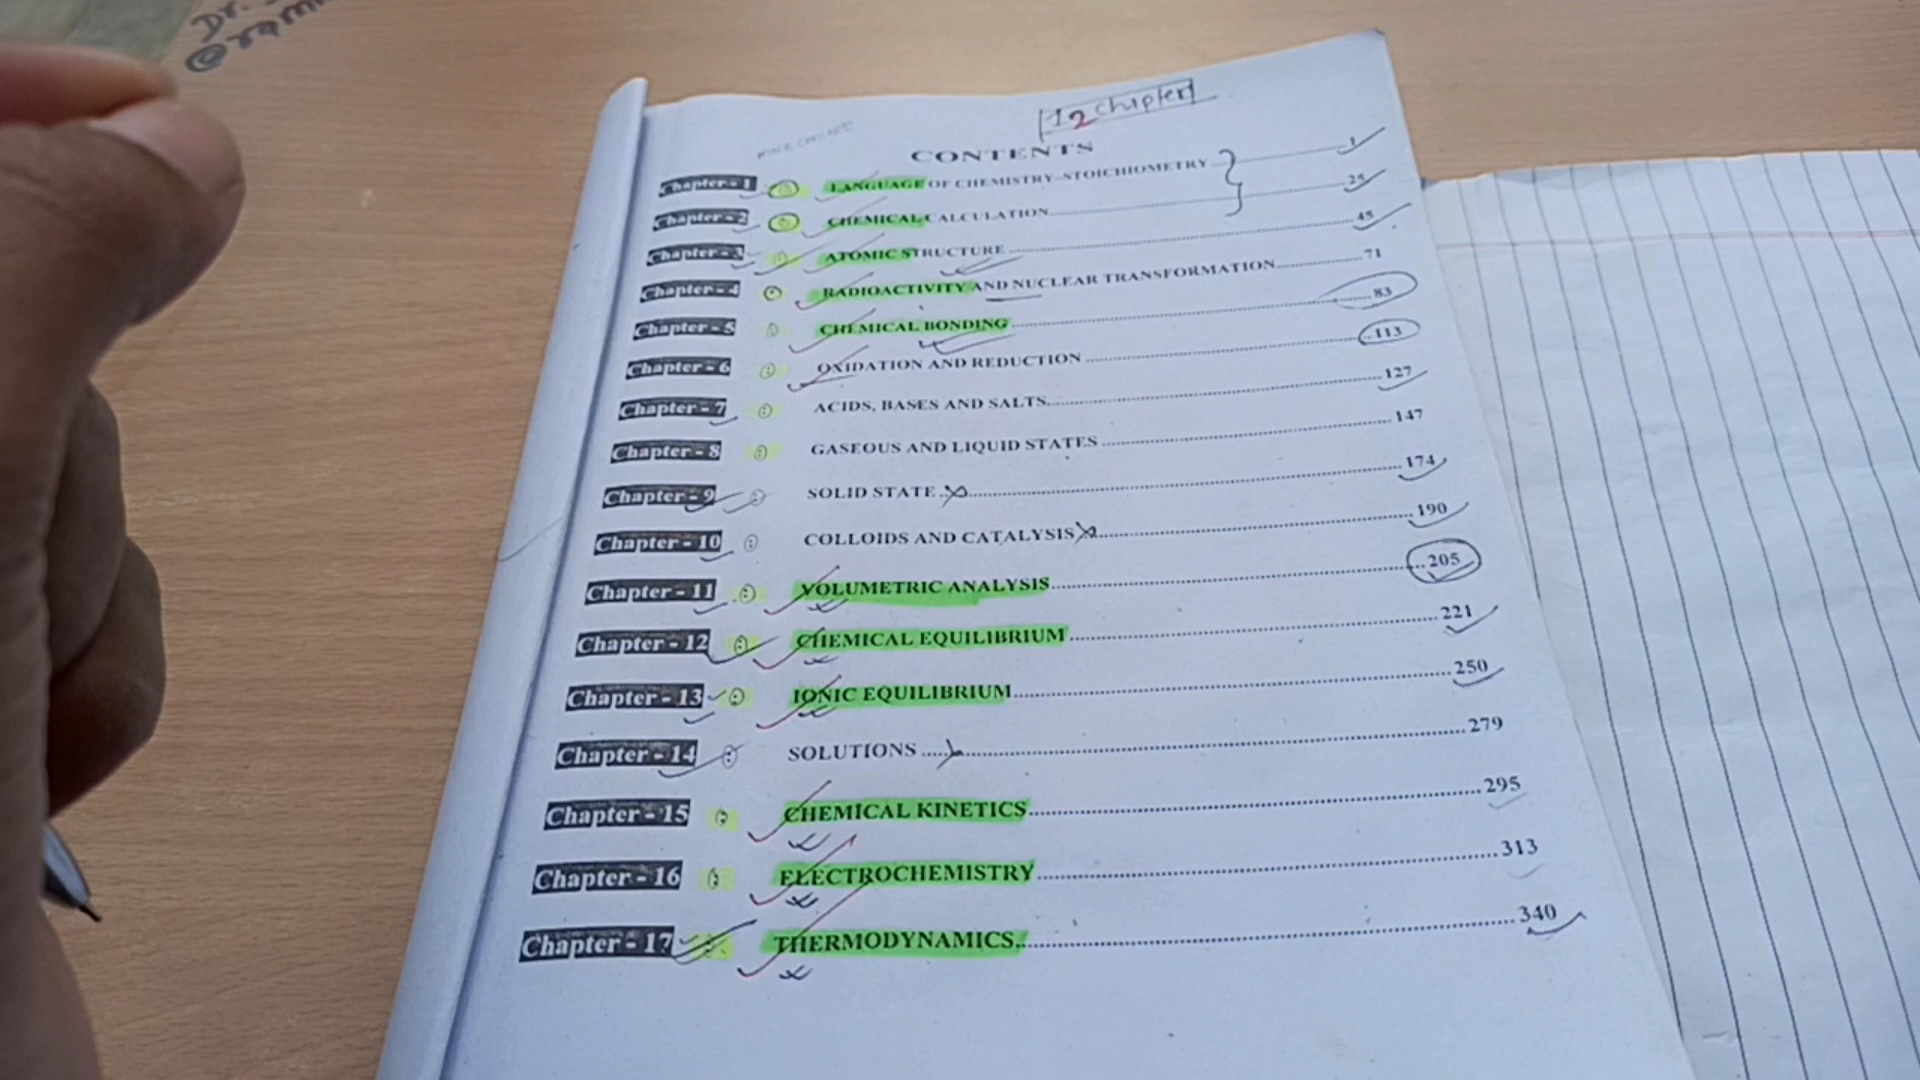 Dr.
12 chapter
CONTENTS
Chapter - 1 LANGUAGE OF CHEMISTRY-STOICHIOMETRY 1
Chapter - 2 CHEMICAL CALCULATION 25
Chapter - 3 ATOMIC STRUCTURE 45
Chapter - 4 RADIOACTIVITY AND NUCLEAR TRANSFORMATION 71
Chapter - 5 CHEMICAL BONDING 83
Chapter - 6 OXIDATION AND REDUCTION 113
Chapter - 7 ACIDS, BASES AND SALTS 127
Chapter - 8 GASEOUS AND LIQUID STATES 147
Chapter - 9 SOLID STATE 174
Chapter - 10 COLLOIDS AND CATALYSIS 190
Chapter - 11 VOLUMETRIC ANALYSIS 205
Chapter - 12 CHEMICAL EQUILIBRIUM 221
Chapter - 13 IONIC EQUILIBRIUM 250
Chapter - 14 SOLUTIONS 279
Chapter - 15 CHEMICAL KINETICS 295
Chapter - 16 ELECTROCHEMISTRY 313
Chapter - 17 THERMODYNAMICS 340